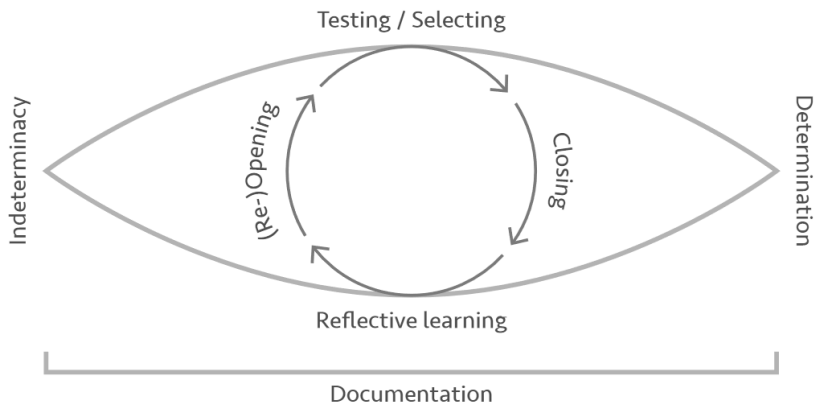 Testing / Selecting
Indeterminacy
(Re-)Opening
Closing
Determination
Reflective learning
Documentation